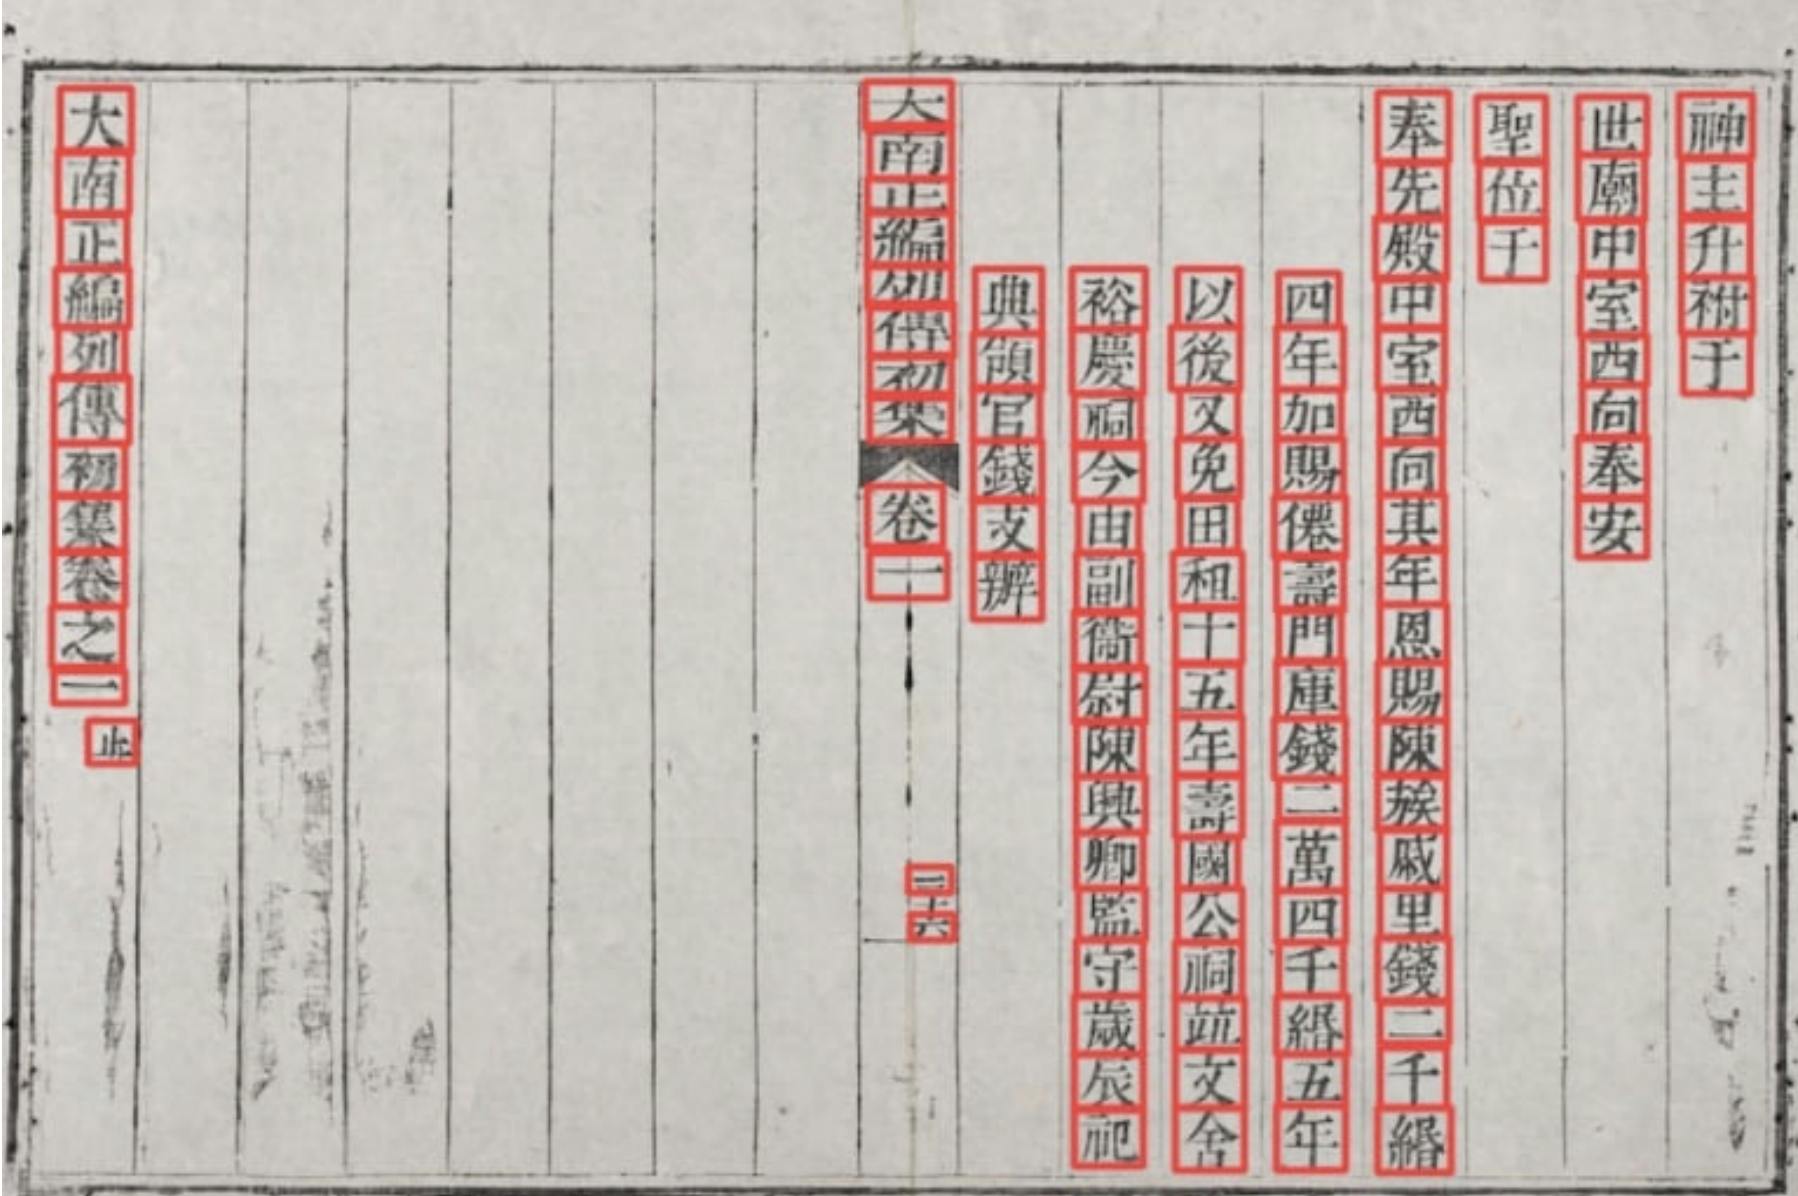 神主升祔于
世廟中室西向奉安
聖位于
奉先殿中室西向其年恩賜陳族戚里錢二千緡
四年加賜僊壽門庫錢二萬四千緡五年
以後又免田租十五年壽國公祠竝文舍
裕慶祠今由副衞尉陳興卿監守歲辰祀
典領官錢支辦
大南正編列傳初集 卷一 二十六
大南正編列傳初集卷之一 止